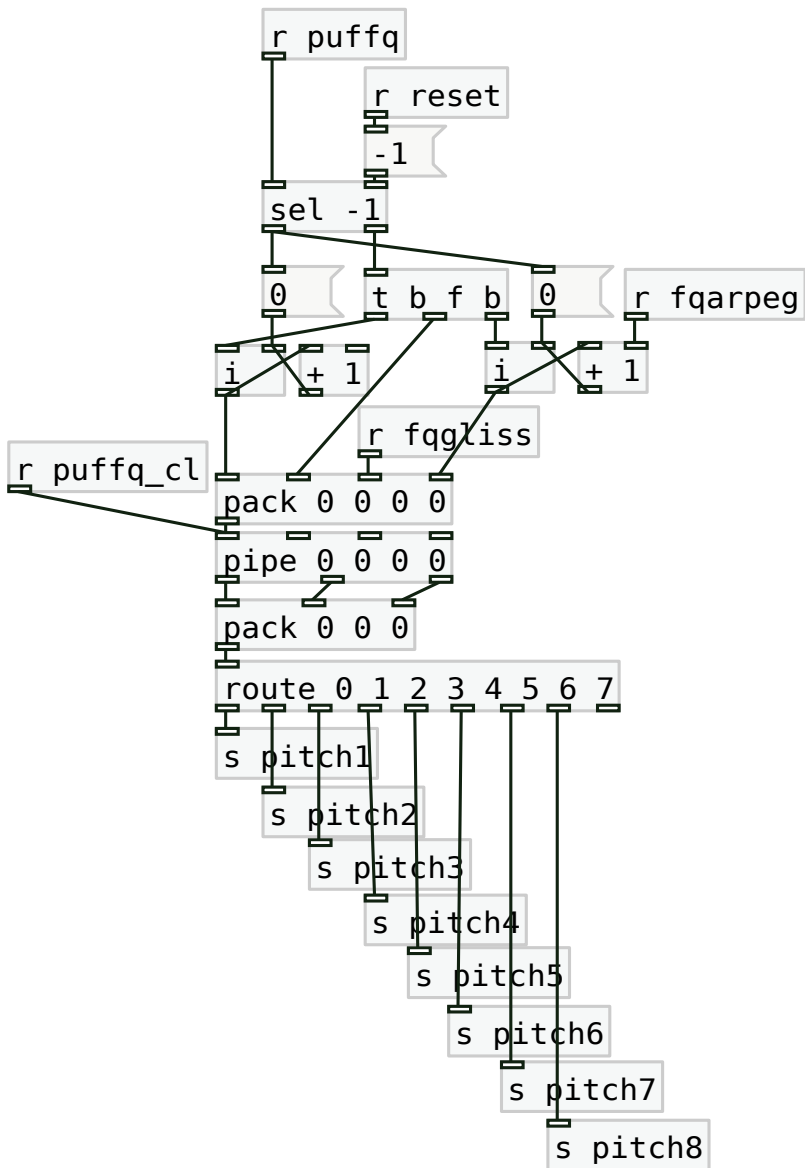 r puffq
r reset
-1
sel -1
0
t b f b
0
r fqarpeg
i
+ 1
i
+ 1
r fqgliss
r puffq_cl
pack 0 0 0 0
pipe 0 0 0 0
pack 0 0 0
route 0 1 2 3 4 5 6 7
s pitch1
s pitch2
s pitch3
s pitch4
s pitch5
s pitch6
s pitch7
s pitch8